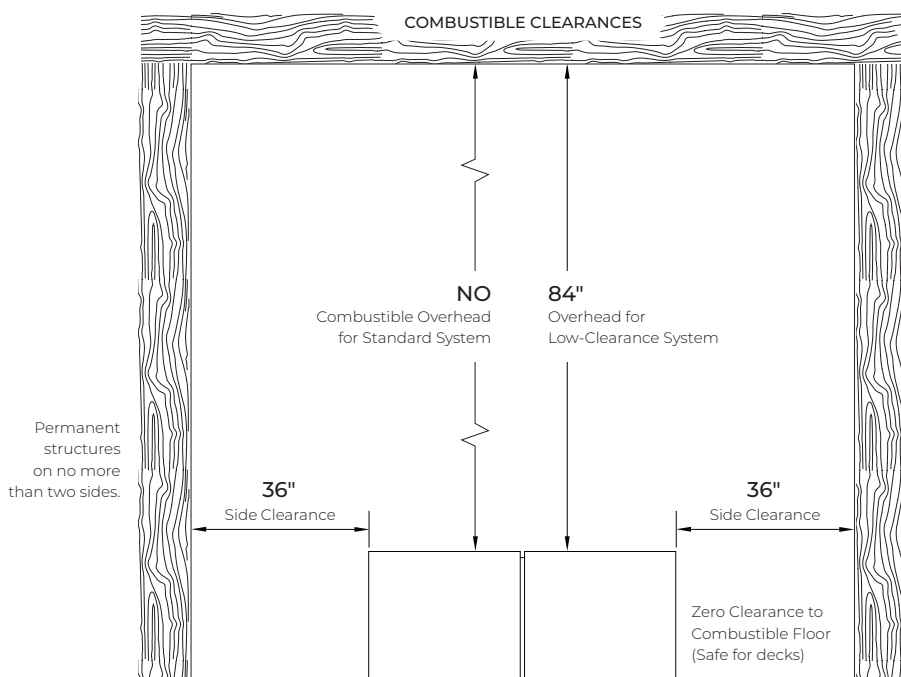 COMBUSTIBLE CLEARANCES
NO
Combustible Overhead
for Standard System
84"
Overhead for
Low-Clearance System
Permanent
structures
on no more
than two sides.
36"
Side Clearance
36"
Side Clearance
Zero Clearance to
Combustible Floor
(Safe for decks)